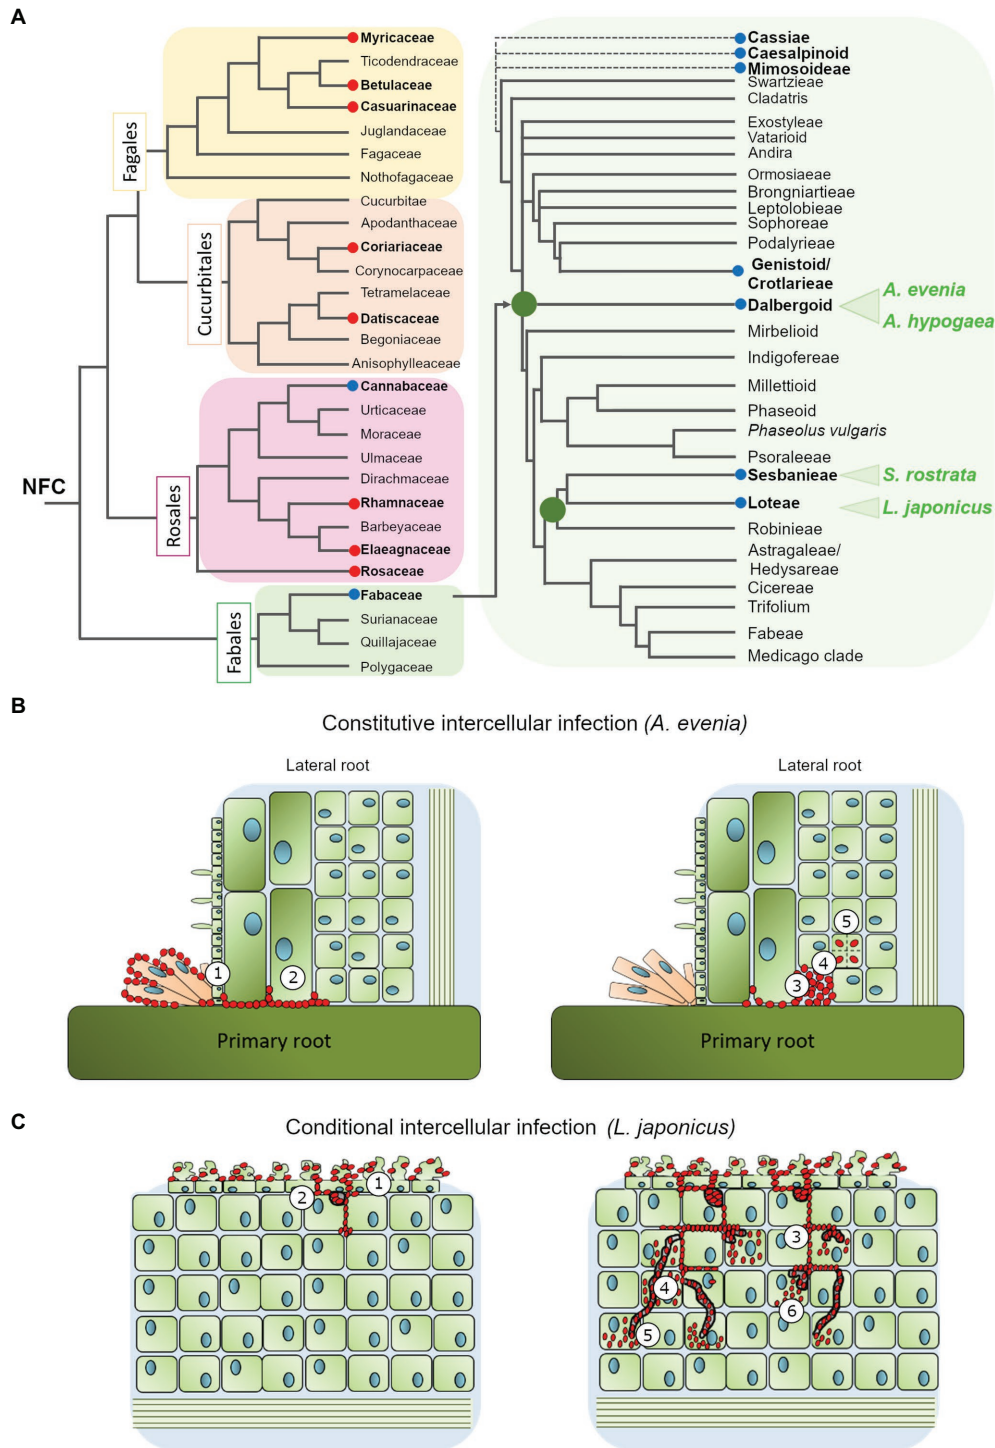 A
Myricaceae
Ticodendraceae
Betulaceae
Casuarinaceae
Juglandaceae
Fagaceae
Nothofagaceae
Fagales
Cucurbitae
Apodanthaceae
Coriariaceae
Corynocarpaceae
Tetramelaceae
Datiscaceae
Begoniaceae
Anisophylleaceae
Cucurbitales
Cannabaceae
Urticaceae
Moraceae
Ulmaceae
Dirachmaceae
Rhamnaceae
Barbeyaceae
Elaeagnaceae
Rosaceae
Rosales
NFC
Fabaceae
Surianaceae
Quillajaceae
Polygaceae
Fabales
Cassiae
Caesalpinoid
Mimosoideae
Swartzieae
Cladatris
Exostyleae
Vatarioid
Andira
Ormosiaeae
Brongniartieae
Leptolobieae
Sophoreae
Podalyrieae
Genistoid/
Crotlarieae
Dalbergoid
A. evenia
A. hypogaea
Mirbelioid
Indigofereae
Millettioid
Phaseoid
Phaseolus vulgaris
Psoraleeae
Sesbanieae
S. rostrata
Loteae
L. japonicus
Robinieae
Astragaleae/
Hedysareae
Cicereae
Trifolium
Fabeae
Medicago clade
B
Constitutive intercellular infection (A. evenia)
Lateral root
1
2
Primary root
Lateral root
5
4
3
Primary root
C
Conditional intercellular infection (L. japonicus)
1
2
3
4
6
5